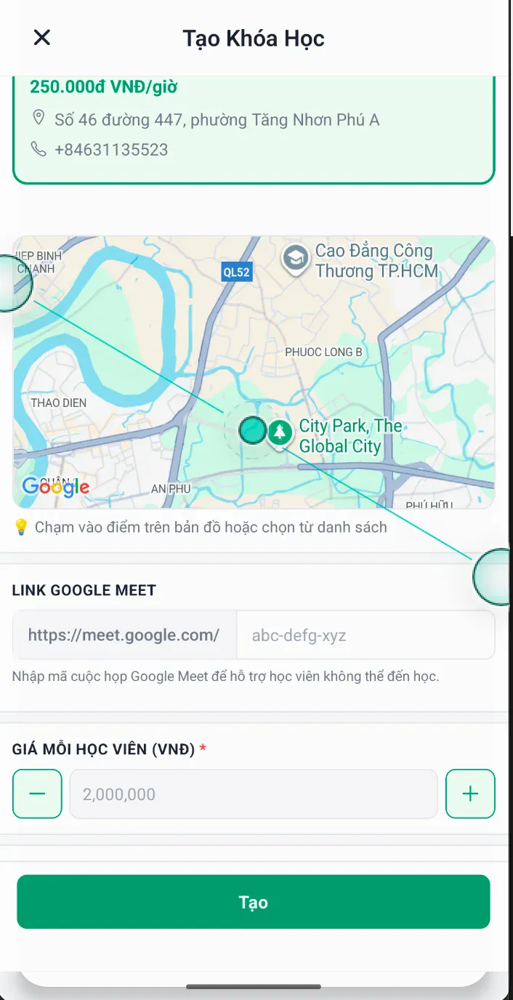 Tạo Khóa Học
250.000đ VNĐ/giờ
Số 46 đường 447, phường Tăng Nhơn Phú A
+84631135523
Cao Đẳng Công
Thương TP.HCM
QL52
PHUOC LONG B
THAO DIEN
City Park, The
Global City
Google
AN PHU
PHÚ HỮU
💡 Chạm vào điểm trên bản đồ hoặc chọn từ danh sách
LINK GOOGLE MEET
https://meet.google.com/ abc-defg-xyz
Nhập mã cuộc họp Google Meet để hỗ trợ học viên không thể đến học.
GIÁ MỖI HỌC VIÊN (VNĐ) *
2,000,000
Tạo